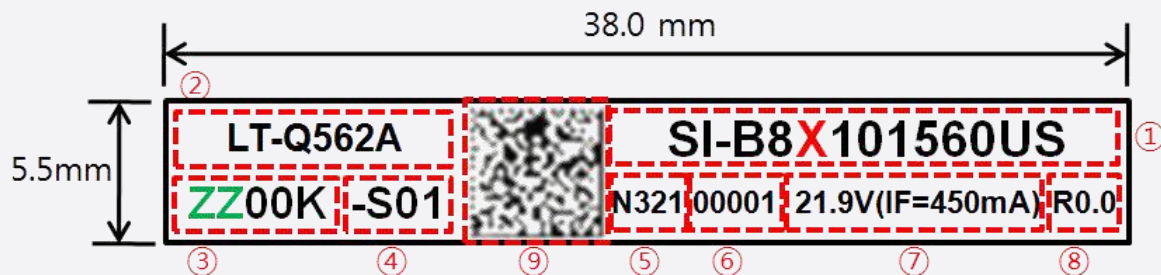 38.0 mm
②
LT-Q562A
SI-B8X101560US
①
5.5mm
ZZ00K
-S01
N321
00001
21.9V(IF=450mA)
R0.0
③
④
⑨
⑤
⑥
⑦
⑧